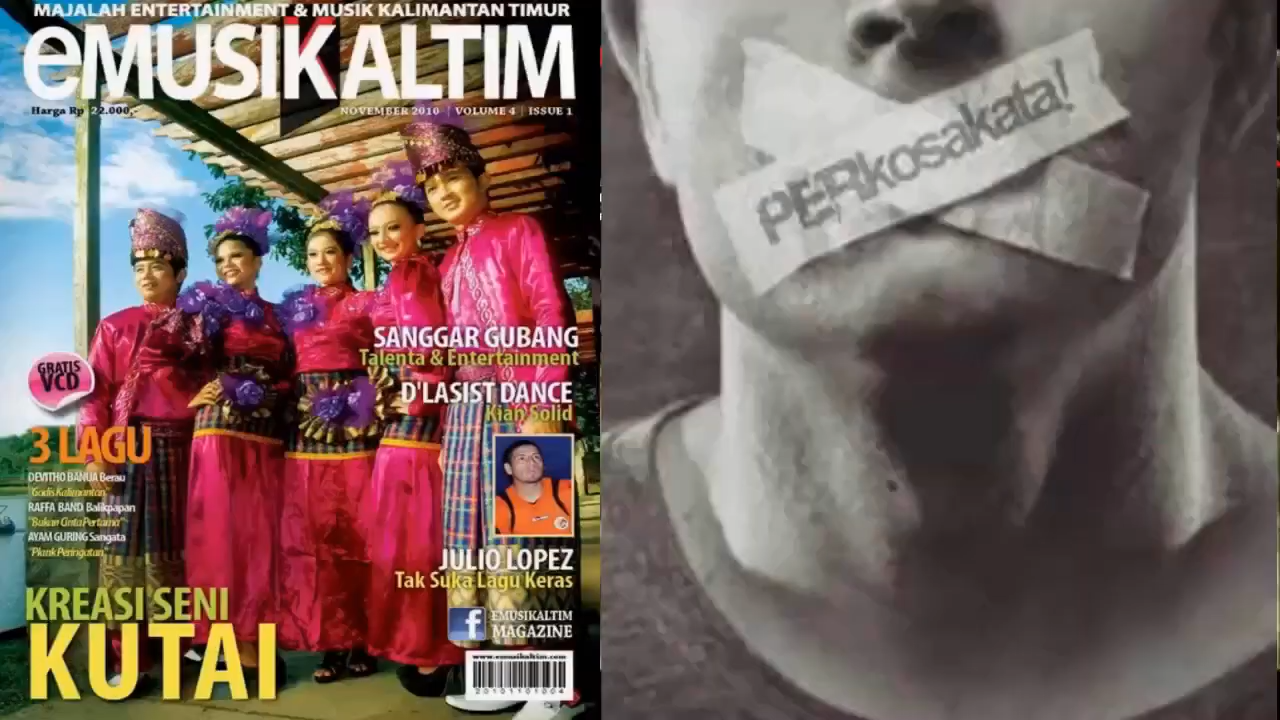 MAJALAH ENTERTAINMENT & MUSIK KALIMANTAN TIMUR
eMUSIKALTIM
Harga Rp 22.000,-
NOVEMBER 2010 | VOLUME 4 | ISSUE 1
SANGGAR GUBANG
Talenta & Entertainment
D'LASIST DANCE
Kian Solid
GRATIS
VCD
3 LAGU
DEVITHO BANUA Berau
"Gadis Kalimantan"
RAFFA BAND Balikpapan
"Bukan Cinta Pertama"
AYAM GURING Sangata
"Plank Peringatan"
JULIO LOPEZ
Tak Suka Lagu Keras
KREASI SENI
KUTAI
f EMUSIKALTIM
MAGAZINE
www.emusikaltim.com
20101101004
PERkosakata!